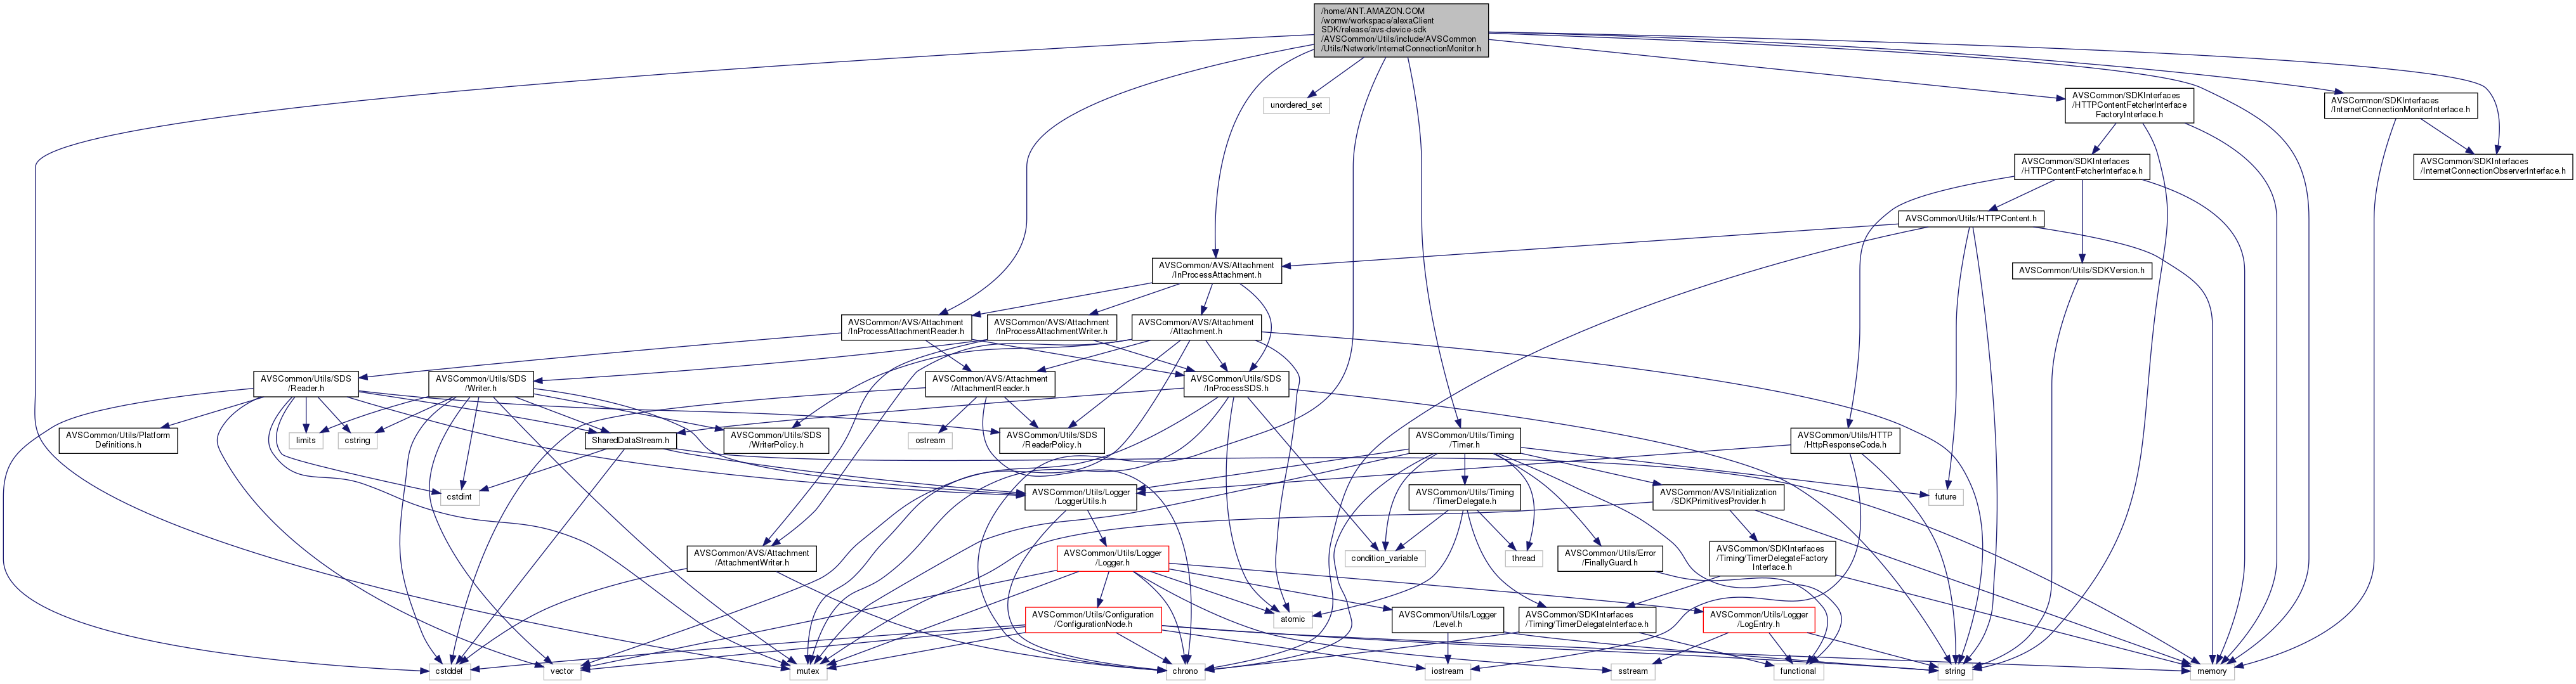 /home/ANT.AMAZON.COM
/womw/workspace/alexaClient
SDK/release/avs-device-sdk
/AVSCommon/Utils/include/AVSCommon
/Utils/Network/InternetConnectionMonitor.h
unordered_set
AVSCommon/SDKInterfaces
/HTTPContentFetcherInterface
FactoryInterface.h
AVSCommon/SDKInterfaces
/InternetConnectionMonitorInterface.h
AVSCommon/SDKInterfaces
/HTTPContentFetcherInterface.h
AVSCommon/SDKInterfaces
/InternetConnectionObserverInterface.h
AVSCommon/Utils/HTTPContent.h
AVSCommon/AVS/Attachment
/InProcessAttachment.h
AVSCommon/Utils/SDKVersion.h
AVSCommon/AVS/Attachment
/InProcessAttachmentReader.h
AVSCommon/AVS/Attachment
/InProcessAttachmentWriter.h
AVSCommon/AVS/Attachment
/Attachment.h
AVSCommon/Utils/SDS
/Reader.h
AVSCommon/Utils/SDS
/Writer.h
AVSCommon/AVS/Attachment
/AttachmentReader.h
AVSCommon/Utils/SDS
/InProcessSDS.h
AVSCommon/Utils/Platform
Definitions.h
limits
cstring
SharedDataStream.h
AVSCommon/Utils/SDS
/WriterPolicy.h
ostream
AVSCommon/Utils/SDS
/ReaderPolicy.h
AVSCommon/Utils/Timing
/Timer.h
AVSCommon/Utils/HTTP
/HttpResponseCode.h
cstdint
AVSCommon/Utils/Logger
/LoggerUtils.h
AVSCommon/Utils/Timing
/TimerDelegate.h
AVSCommon/AVS/Initialization
/SDKPrimitivesProvider.h
future
AVSCommon/AVS/Attachment
/AttachmentWriter.h
AVSCommon/Utils/Logger
/Logger.h
condition_variable
thread
AVSCommon/Utils/Error
/FinallyGuard.h
AVSCommon/SDKInterfaces
/Timing/TimerDelegateFactory
Interface.h
AVSCommon/Utils/Configuration
/ConfigurationNode.h
atomic
AVSCommon/Utils/Logger
/Level.h
AVSCommon/SDKInterfaces
/Timing/TimerDelegateInterface.h
AVSCommon/Utils/Logger
/LogEntry.h
cstddef
vector
mutex
chrono
iostream
sstream
functional
string
memory